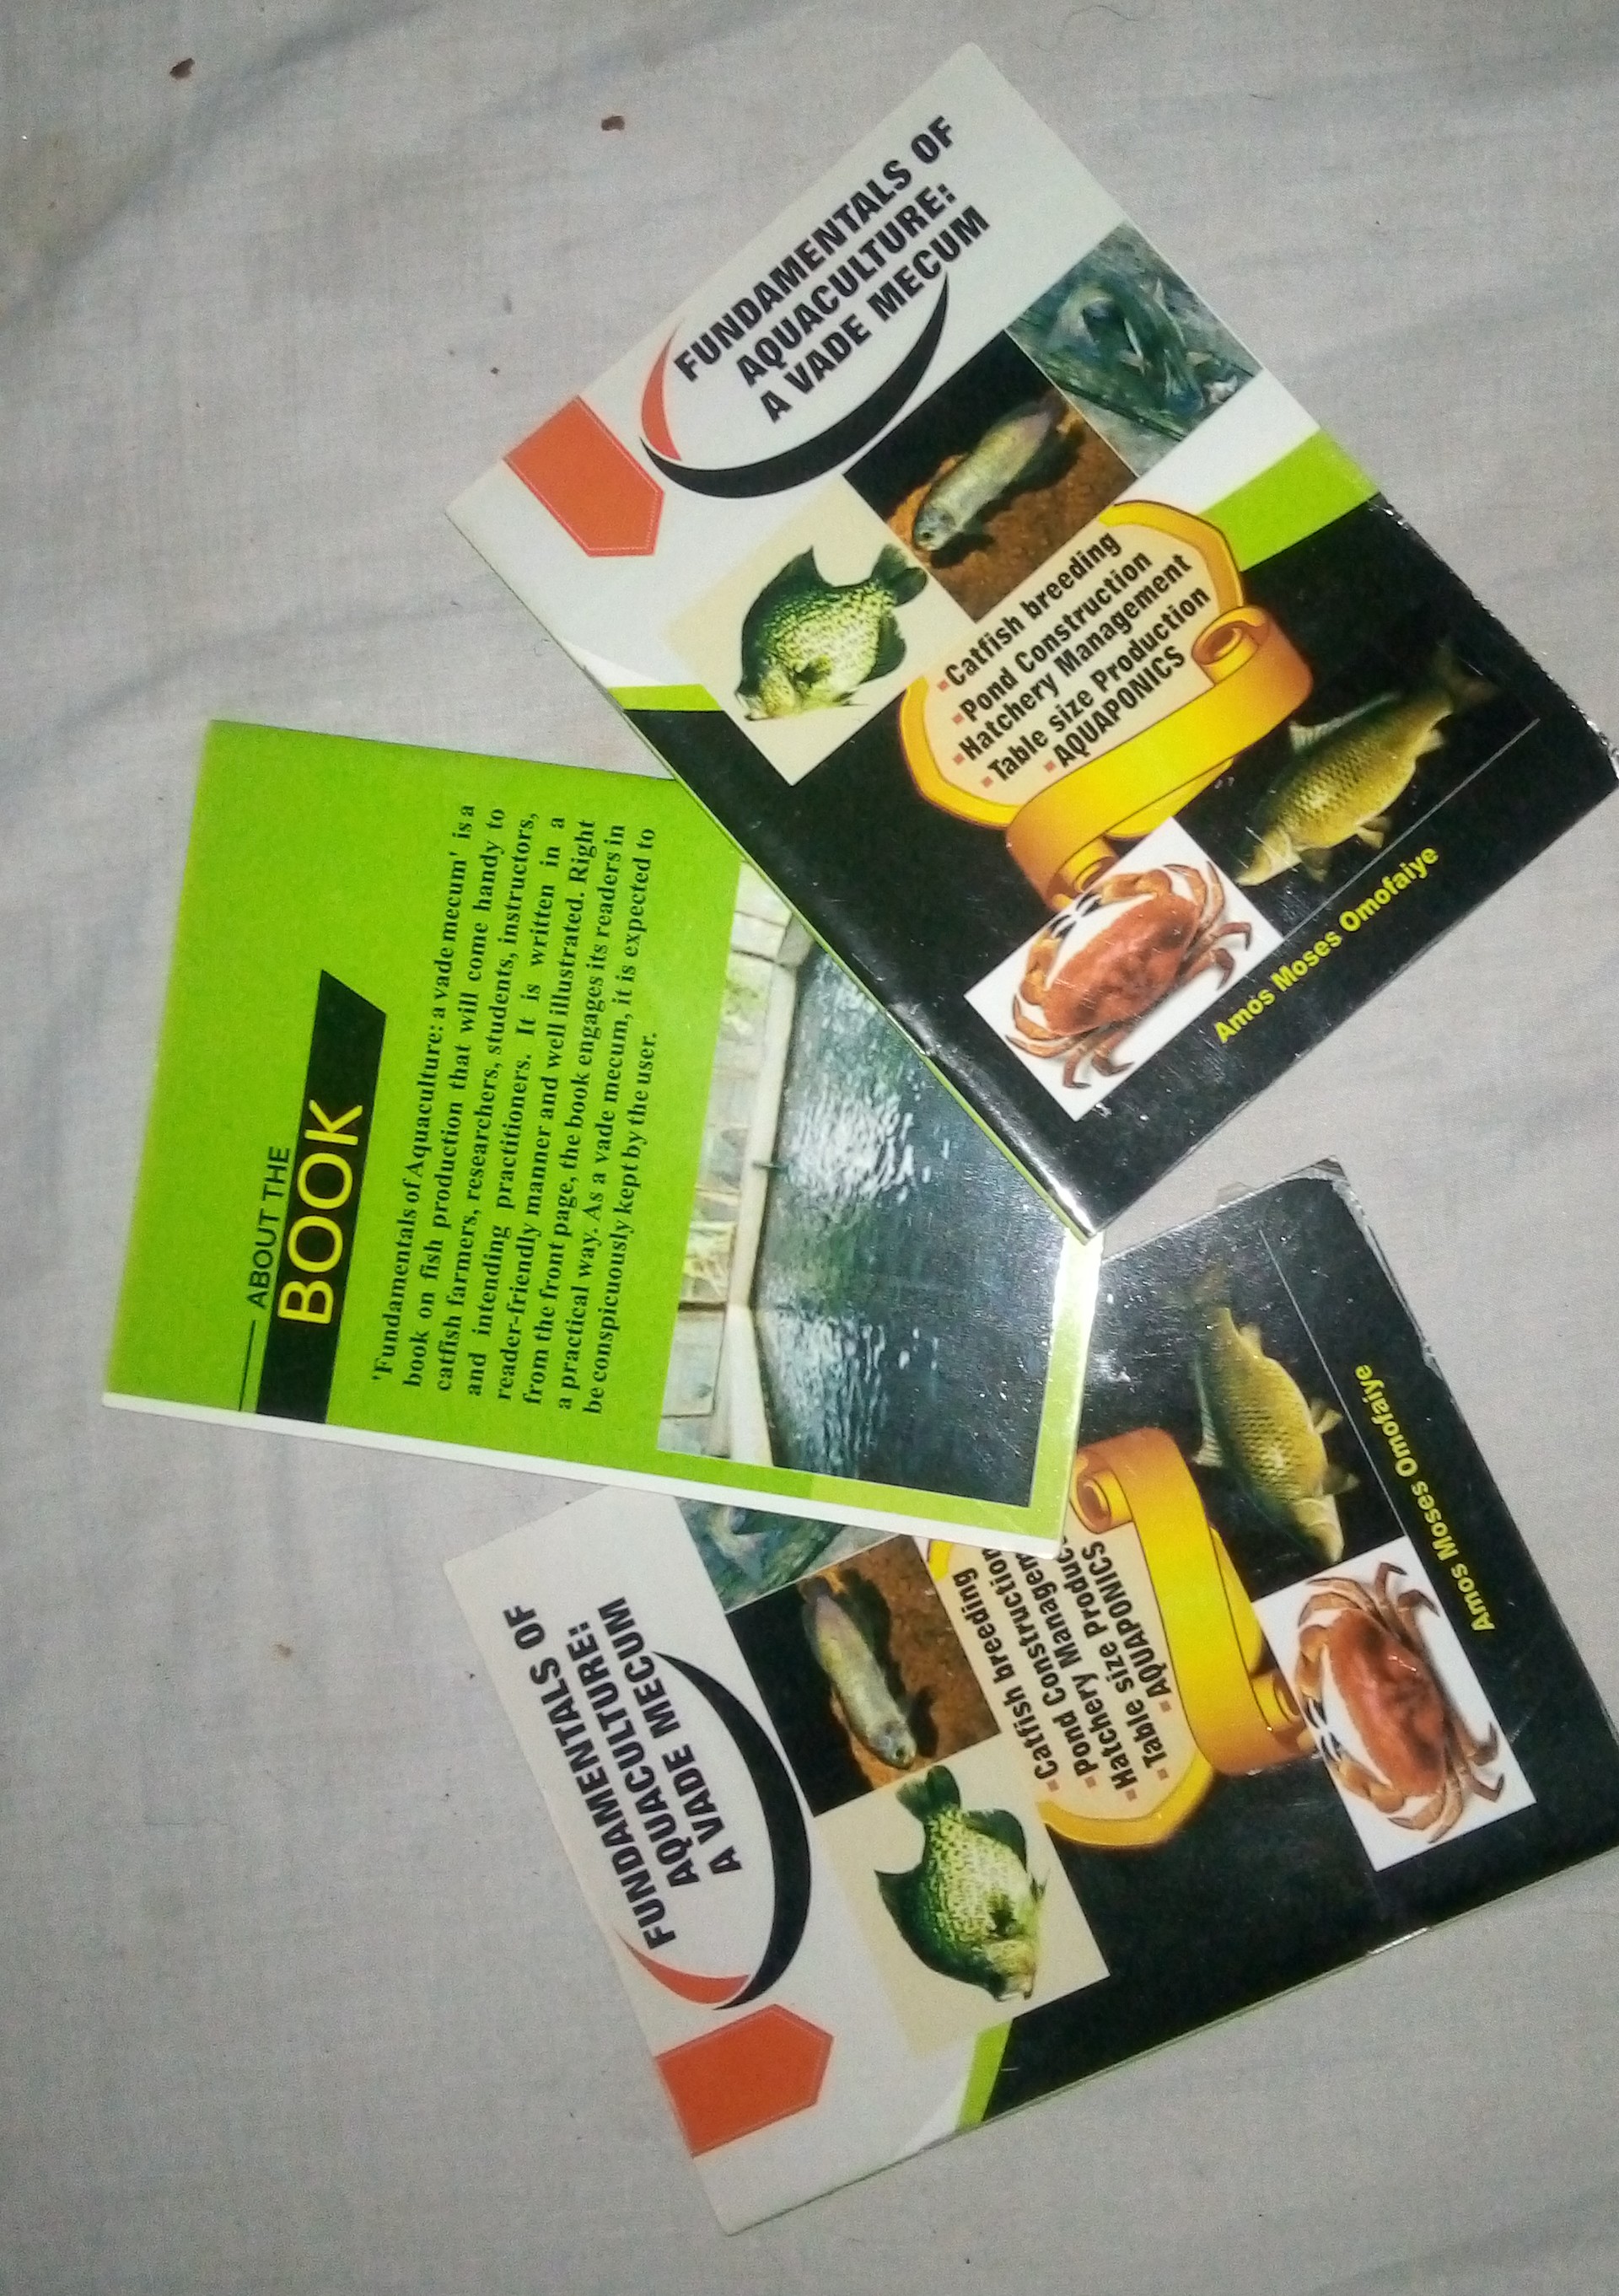 FUNDAMENTALS OF
AQUACULTURE:
A VADE MECUM
Catfish breeding
Pond Construction
Hatchery Management
Table size Production
AQUAPONICS
Amos Moses Omofaiye
ABOUT THE
BOOK
'Fundamentals of Aquaculture: a vade mecum' is a
book on fish production that will come handy to
catfish farmers, researchers, students, instructors,
and intending practitioners. It is written in a
reader-friendly manner and well illustrated. Right
from the front page, the book engages its readers in
a practical way. As a vade mecum, it is expected to
be conspicuously kept by the user.
FUNDAMENTALS OF
AQUACULTURE:
A VADE MECUM
Catfish breeding
Pond Construction
Hatchery Managem
Table size Produc
AQUAPONICS
Amos Moses Omofaiye